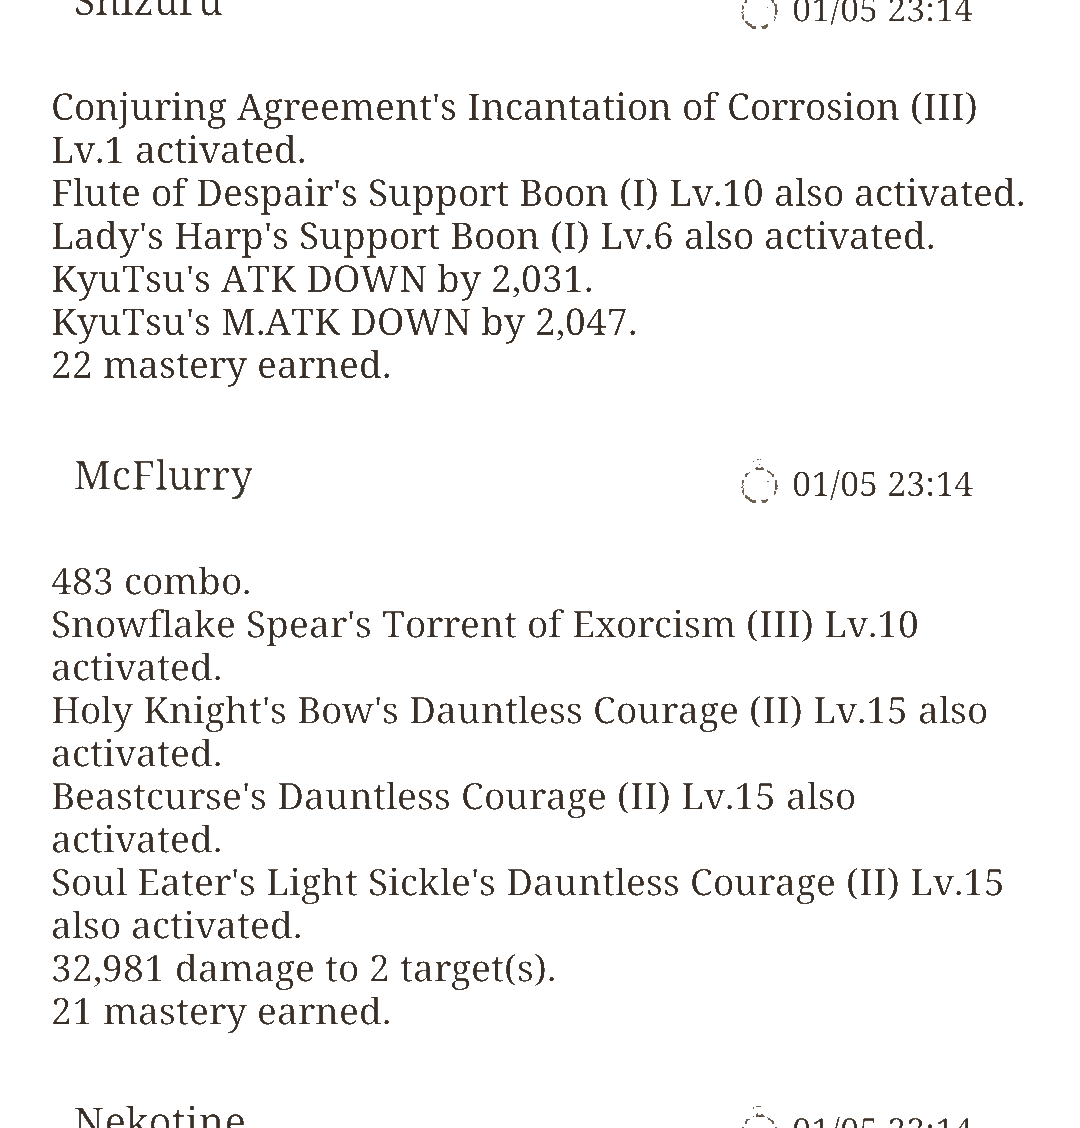 Shizuru 01/05 23:14
Conjuring Agreement's Incantation of Corrosion (III)
Lv.1 activated.
Flute of Despair's Support Boon (I) Lv.10 also activated.
Lady's Harp's Support Boon (I) Lv.6 also activated.
KyuTsu's ATK DOWN by 2,031.
KyuTsu's M.ATK DOWN by 2,047.
22 mastery earned.
McFlurry 01/05 23:14
483 combo.
Snowflake Spear's Torrent of Exorcism (III) Lv.10
activated.
Holy Knight's Bow's Dauntless Courage (II) Lv.15 also
activated.
Beastcurse's Dauntless Courage (II) Lv.15 also
activated.
Soul Eater's Light Sickle's Dauntless Courage (II) Lv.15
also activated.
32,981 damage to 2 target(s).
21 mastery earned.
Nekotine 01/05 23:14